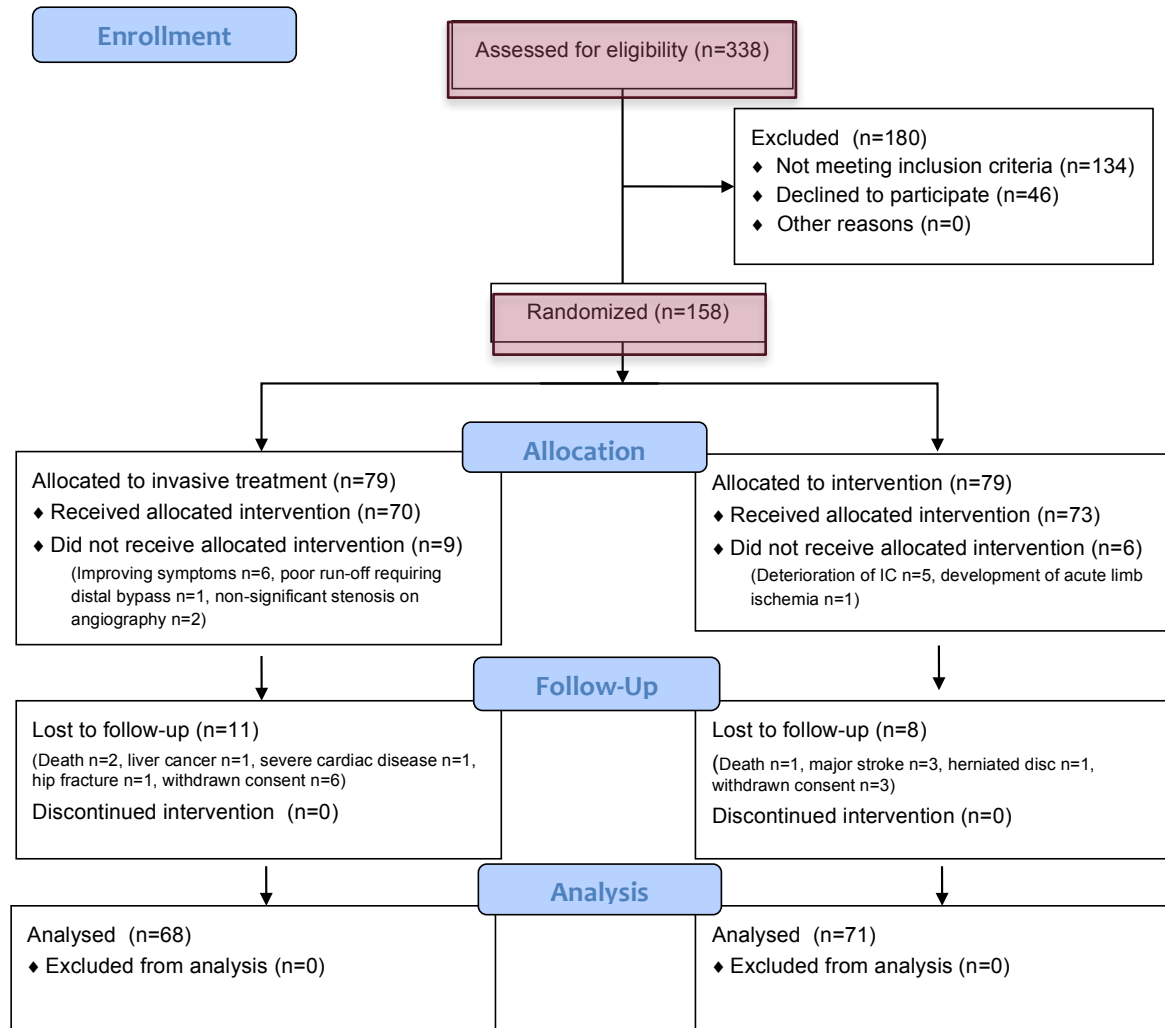 Enrollment
Assessed for eligibility (n=338)
Excluded (n=180)
♦ Not meeting inclusion criteria (n=134)
♦ Declined to participate (n=46)
♦ Other reasons (n=0)
Randomized (n=158)
Allocation
Allocated to invasive treatment (n=79)
♦ Received allocated intervention (n=70)
♦ Did not receive allocated intervention (n=9)
(Improving symptoms n=6, poor run-off requiring
distal bypass n=1, non-significant stenosis on
angiography n=2)
Allocated to intervention (n=79)
♦ Received allocated intervention (n=73)
♦ Did not receive allocated intervention (n=6)
(Deterioration of IC n=5, development of acute limb
ischemia n=1)
Follow-Up
Lost to follow-up (n=11)
(Death n=2, liver cancer n=1, severe cardiac disease n=1,
hip fracture n=1, withdrawn consent n=6)
Discontinued intervention (n=0)
Lost to follow-up (n=8)
(Death n=1, major stroke n=3, herniated disc n=1,
withdrawn consent n=3)
Discontinued intervention (n=0)
Analysis
Analysed (n=68)
♦ Excluded from analysis (n=0)
Analysed (n=71)
♦ Excluded from analysis (n=0)